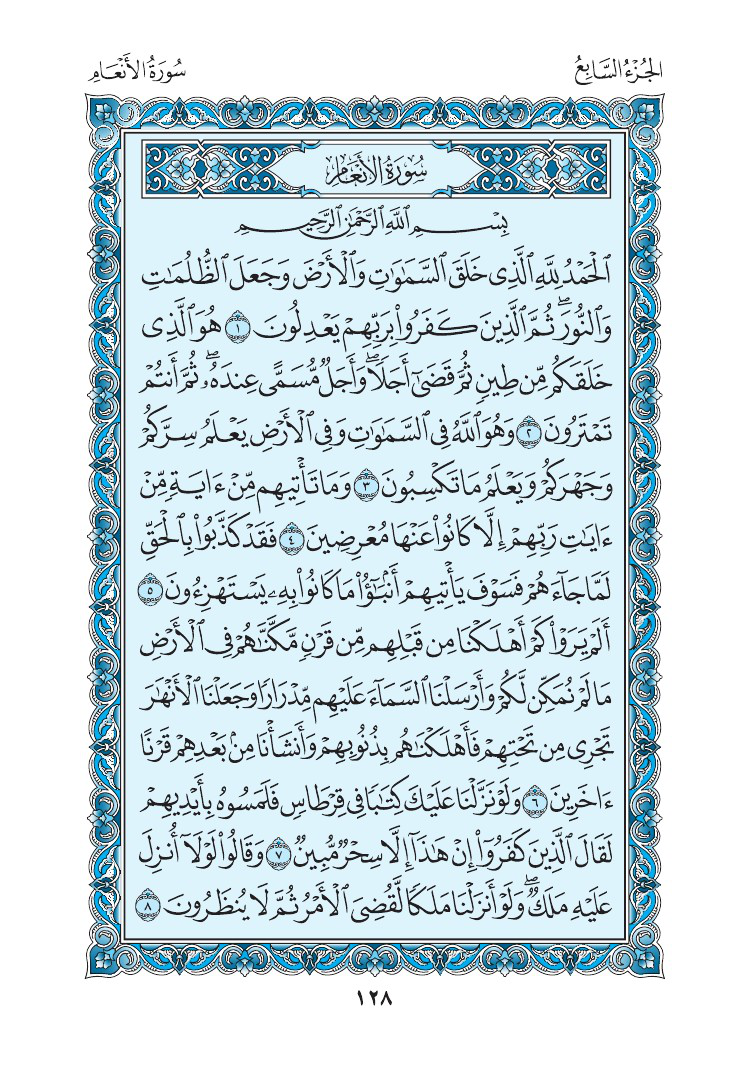 الجُزْءُ السَّابِعُ
سُورَةُ الأَنْعَامِ
سُورَةُ الأَنْعَامِ
بِسْمِ ٱللَّهِ ٱلرَّحْمَٰنِ ٱلرَّحِيمِ
ٱلْحَمْدُ لِلَّهِ ٱلَّذِى خَلَقَ ٱلسَّمَٰوَٰتِ وَٱلْأَرْضَ وَجَعَلَ ٱلظُّلُمَٰتِ
وَٱلنُّورَ ۖ ثُمَّ ٱلَّذِينَ كَفَرُوا۟ بِرَبِّهِمْ يَعْدِلُونَ ١ هُوَ ٱلَّذِى
خَلَقَكُم مِّن طِينٍ ثُمَّ قَضَىٰٓ أَجَلًا ۖ وَأَجَلٌ مُّسَمًّى عِندَهُۥ ۖ ثُمَّ أَنتُمْ
تَمْتَرُونَ ٢ وَهُوَ ٱللَّهُ فِى ٱلسَّمَٰوَٰتِ وَفِى ٱلْأَرْضِ يَعْلَمُ سِرَّكُمْ
وَجَهْرَكُمْ وَيَعْلَمُ مَا تَكْسِبُونَ ٣ وَمَا تَأْتِيهِم مِّنْ ءَايَةٍ مِّنْ
ءَايَٰتِ رَبِّهِمْ إِلَّا كَانُوا۟ عَنْهَا مُعْرِضِينَ ٤ فَقَدْ كَذَّبُوا۟ بِٱلْحَقِّ
لَمَّا جَآءَهُمْ فَسَوْفَ يَأْتِيهِمْ أَنۢبَٰٓؤُا۟ مَا كَانُوا۟ بِهِۦ يَسْتَهْزِءُونَ ٥
أَلَمْ يَرَوْا۟ كَمْ أَهْلَكْنَا مِن قَبْلِهِم مِّن قَرْنٍ مَّكَّنَّٰهُمْ فِى ٱلْأَرْضِ
مَا لَمْ نُمَكِّن لَّكُمْ وَأَرْسَلْنَا ٱلسَّمَآءَ عَلَيْهِم مِّدْرَارًا وَجَعَلْنَا ٱلْأَنْهَٰرَ
تَجْرِى مِن تَحْتِهِمْ فَأَهْلَكْنَٰهُم بِذُنُوبِهِمْ وَأَنشَأْنَا مِنۢ بَعْدِهِمْ قَرْنًا
ءَاخَرِينَ ٦ وَلَوْ نَزَّلْنَا عَلَيْكَ كِتَٰبًا فِى قِرْطَاسٍ فَلَمَسُوهُ بِأَيْدِيهِمْ
لَقَالَ ٱلَّذِينَ كَفَرُوٓا۟ إِنْ هَٰذَآ إِلَّا سِحْرٌ مُّبِينٌ ٧ وَقَالُوا۟ لَوْلَآ أُنزِلَ
عَلَيْهِ مَلَكٌ ۖ وَلَوْ أَنزَلْنَا مَلَكًا لَّقُضِىَ ٱلْأَمْرُ ثُمَّ لَا يُنظَرُونَ ٨
١٢٨